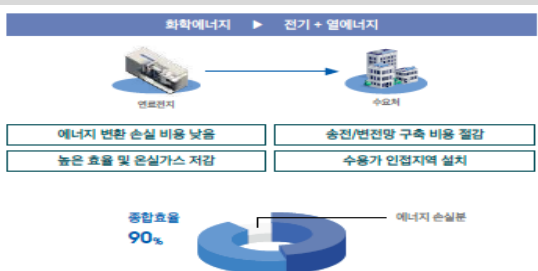 화학에너지 ▶ 전기 + 열에너지
연료전지
수요처
에너지 변환 손실 비용 낮음
송전/변전망 구축 비용 절감
높은 효율 및 온실가스 저감
수용가 인접지역 설치
종합효율
90%
에너지 손실분